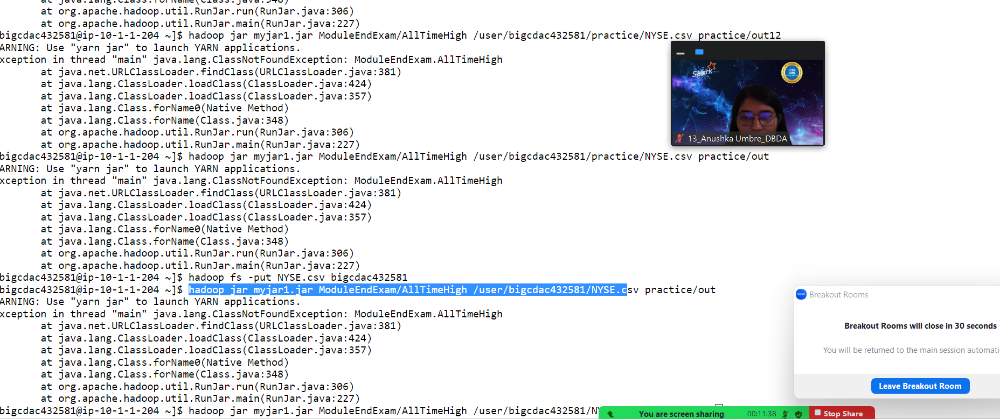 at java.lang.Class.forName(Class.java:348)
at org.apache.hadoop.util.RunJar.run(RunJar.java:306)
at org.apache.hadoop.util.RunJar.main(RunJar.java:227)
bigcdac432581@ip-10-1-1-204 ~]$ hadoop jar myjar1.jar ModuleEndExam/AllTimeHigh /user/bigcdac432581/practice/NYSE.csv practice/out12
ARNING: Use "yarn jar" to launch YARN applications.
xception in thread "main" java.lang.ClassNotFoundException: ModuleEndExam.AllTimeHigh
at java.net.URLClassLoader.findClass(URLClassLoader.java:381)
at java.lang.ClassLoader.loadClass(ClassLoader.java:424)
at java.lang.ClassLoader.loadClass(ClassLoader.java:357)
at java.lang.Class.forName0(Native Method)
at java.lang.Class.forName(Class.java:348)
at org.apache.hadoop.util.RunJar.run(RunJar.java:306)
at org.apache.hadoop.util.RunJar.main(RunJar.java:227)
bigcdac432581@ip-10-1-1-204 ~]$ hadoop jar myjar1.jar ModuleEndExam/AllTimeHigh /user/bigcdac432581/practice/NYSE.csv practice/out
ARNING: Use "yarn jar" to launch YARN applications.
xception in thread "main" java.lang.ClassNotFoundException: ModuleEndExam.AllTimeHigh
at java.net.URLClassLoader.findClass(URLClassLoader.java:381)
at java.lang.ClassLoader.loadClass(ClassLoader.java:424)
at java.lang.ClassLoader.loadClass(ClassLoader.java:357)
at java.lang.Class.forName0(Native Method)
at java.lang.Class.forName(Class.java:348)
at org.apache.hadoop.util.RunJar.run(RunJar.java:306)
at org.apache.hadoop.util.RunJar.main(RunJar.java:227)
bigcdac432581@ip-10-1-1-204 ~]$ hadoop fs -put NYSE.csv bigcdac432581
bigcdac432581@ip-10-1-1-204 ~]$ hadoop jar myjar1.jar ModuleEndExam/AllTimeHigh /user/bigcdac432581/NYSE.csv practice/out
ARNING: Use "yarn jar" to launch YARN applications.
xception in thread "main" java.lang.ClassNotFoundException: ModuleEndExam.AllTimeHigh
at java.net.URLClassLoader.findClass(URLClassLoader.java:381)
at java.lang.ClassLoader.loadClass(ClassLoader.java:424)
at java.lang.ClassLoader.loadClass(ClassLoader.java:357)
at java.lang.Class.forName0(Native Method)
at java.lang.Class.forName(Class.java:348)
at org.apache.hadoop.util.RunJar.run(RunJar.java:306)
at org.apache.hadoop.util.RunJar.main(RunJar.java:227)
bigcdac432581@ip-10-1-1-204 ~]$ hadoop jar myjar1.jar ModuleEndExam/AllTimeHigh /user/bigcdac432581/NY
Spark
13_Anushka Umbre_DBDA
zoom Breakout Rooms
Breakout Rooms will close in 30 seconds
You will be returned to the main session automati
Leave Breakout Room
You are screen sharing 00:11:38 Stop Share